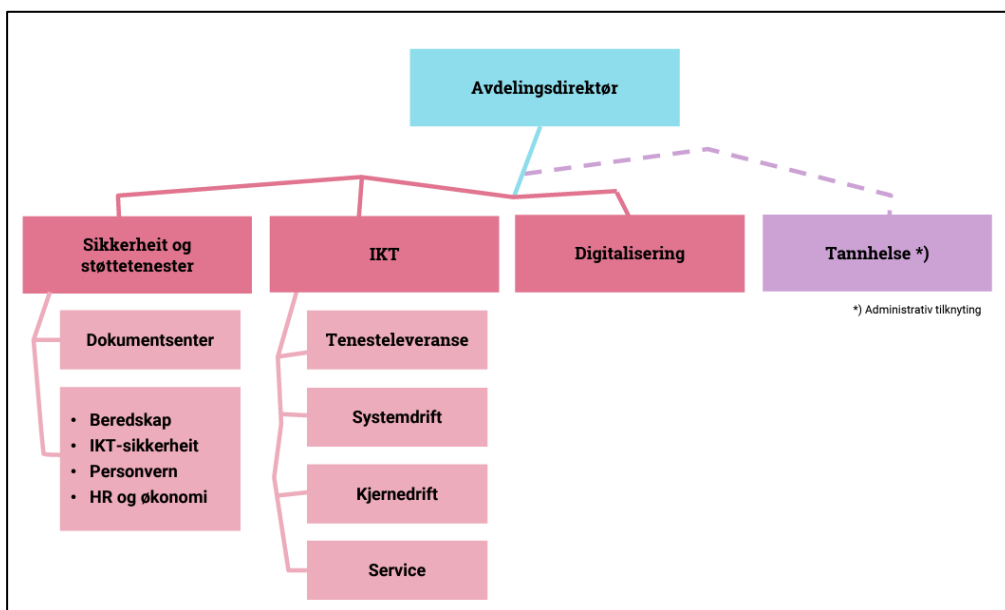 Avdelingsdirektør
Sikkerheit og
støttetenester
IKT
Digitalisering
Tannhelse *)
*) Administrativ tilknyting
Dokumentsenter
• Beredskap
• IKT-sikkerheit
• Personvern
• HR og økonomi
Tenesteleveranse
Systemdrift
Kjernedrift
Service